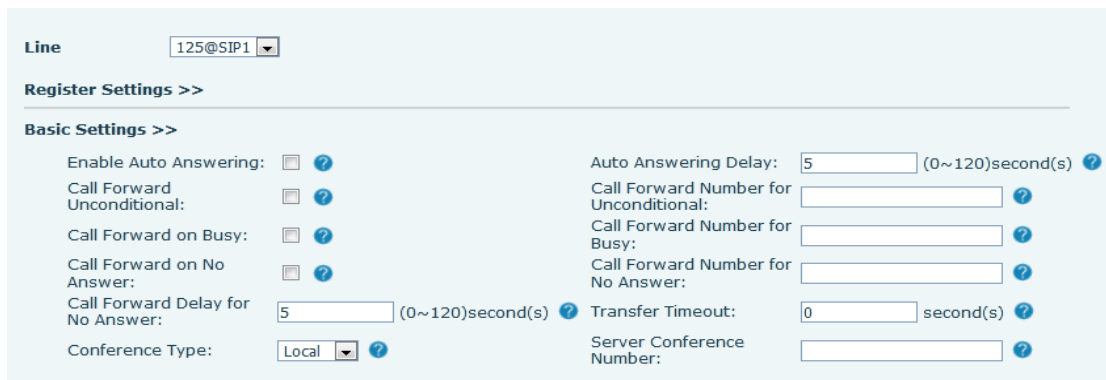 Line 125@SIP1
Register Settings >>
Basic Settings >>
Enable Auto Answering: ? Auto Answering Delay: 5 (0~120)second(s) ?
Call Forward
Unconditional: ? Call Forward Number for
Unconditional: ?
Call Forward on Busy: ? Call Forward Number for
Busy: ?
Call Forward on No
Answer: ? Call Forward Number for
No Answer: ?
Call Forward Delay for
No Answer: 5 (0~120)second(s) ? Transfer Timeout: 0 second(s) ?
Conference Type: Local ? Server Conference
Number: ?